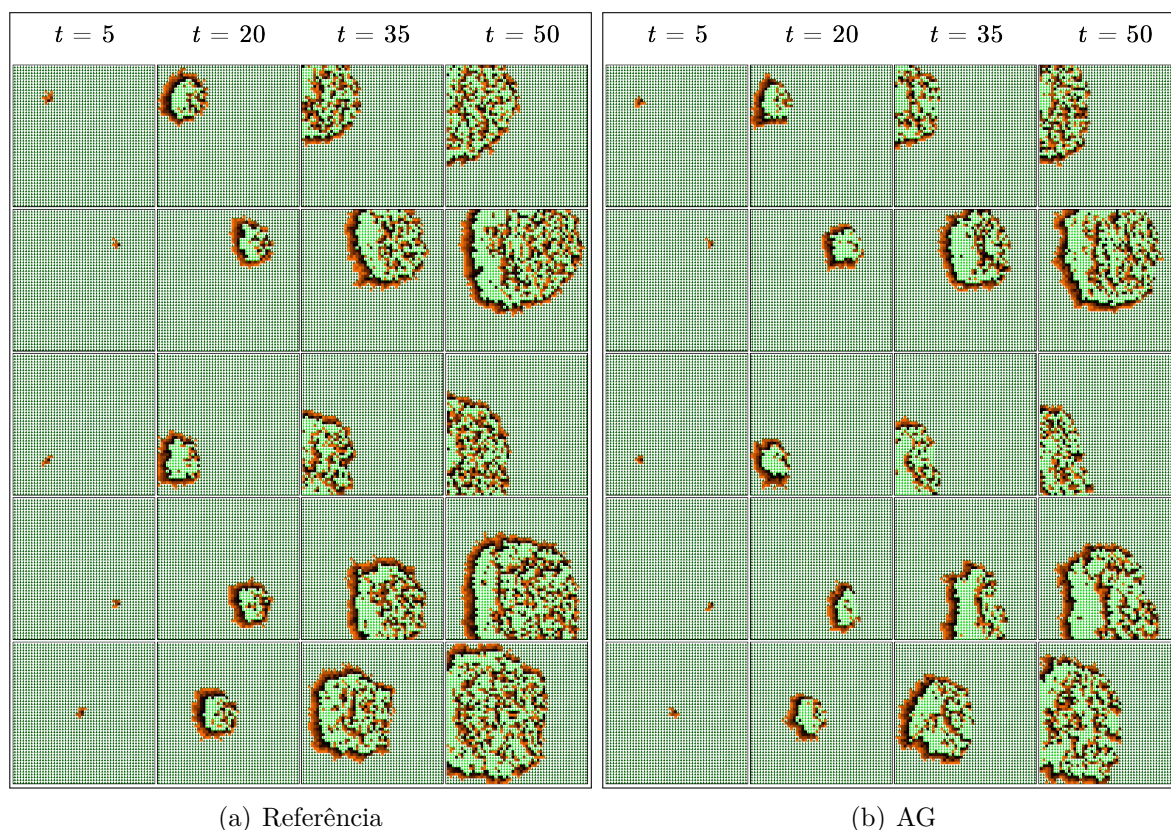 t = 5 t = 20 t = 35 t = 50 t = 5 t = 20 t = 35 t = 50
(a) Referência (b) AG